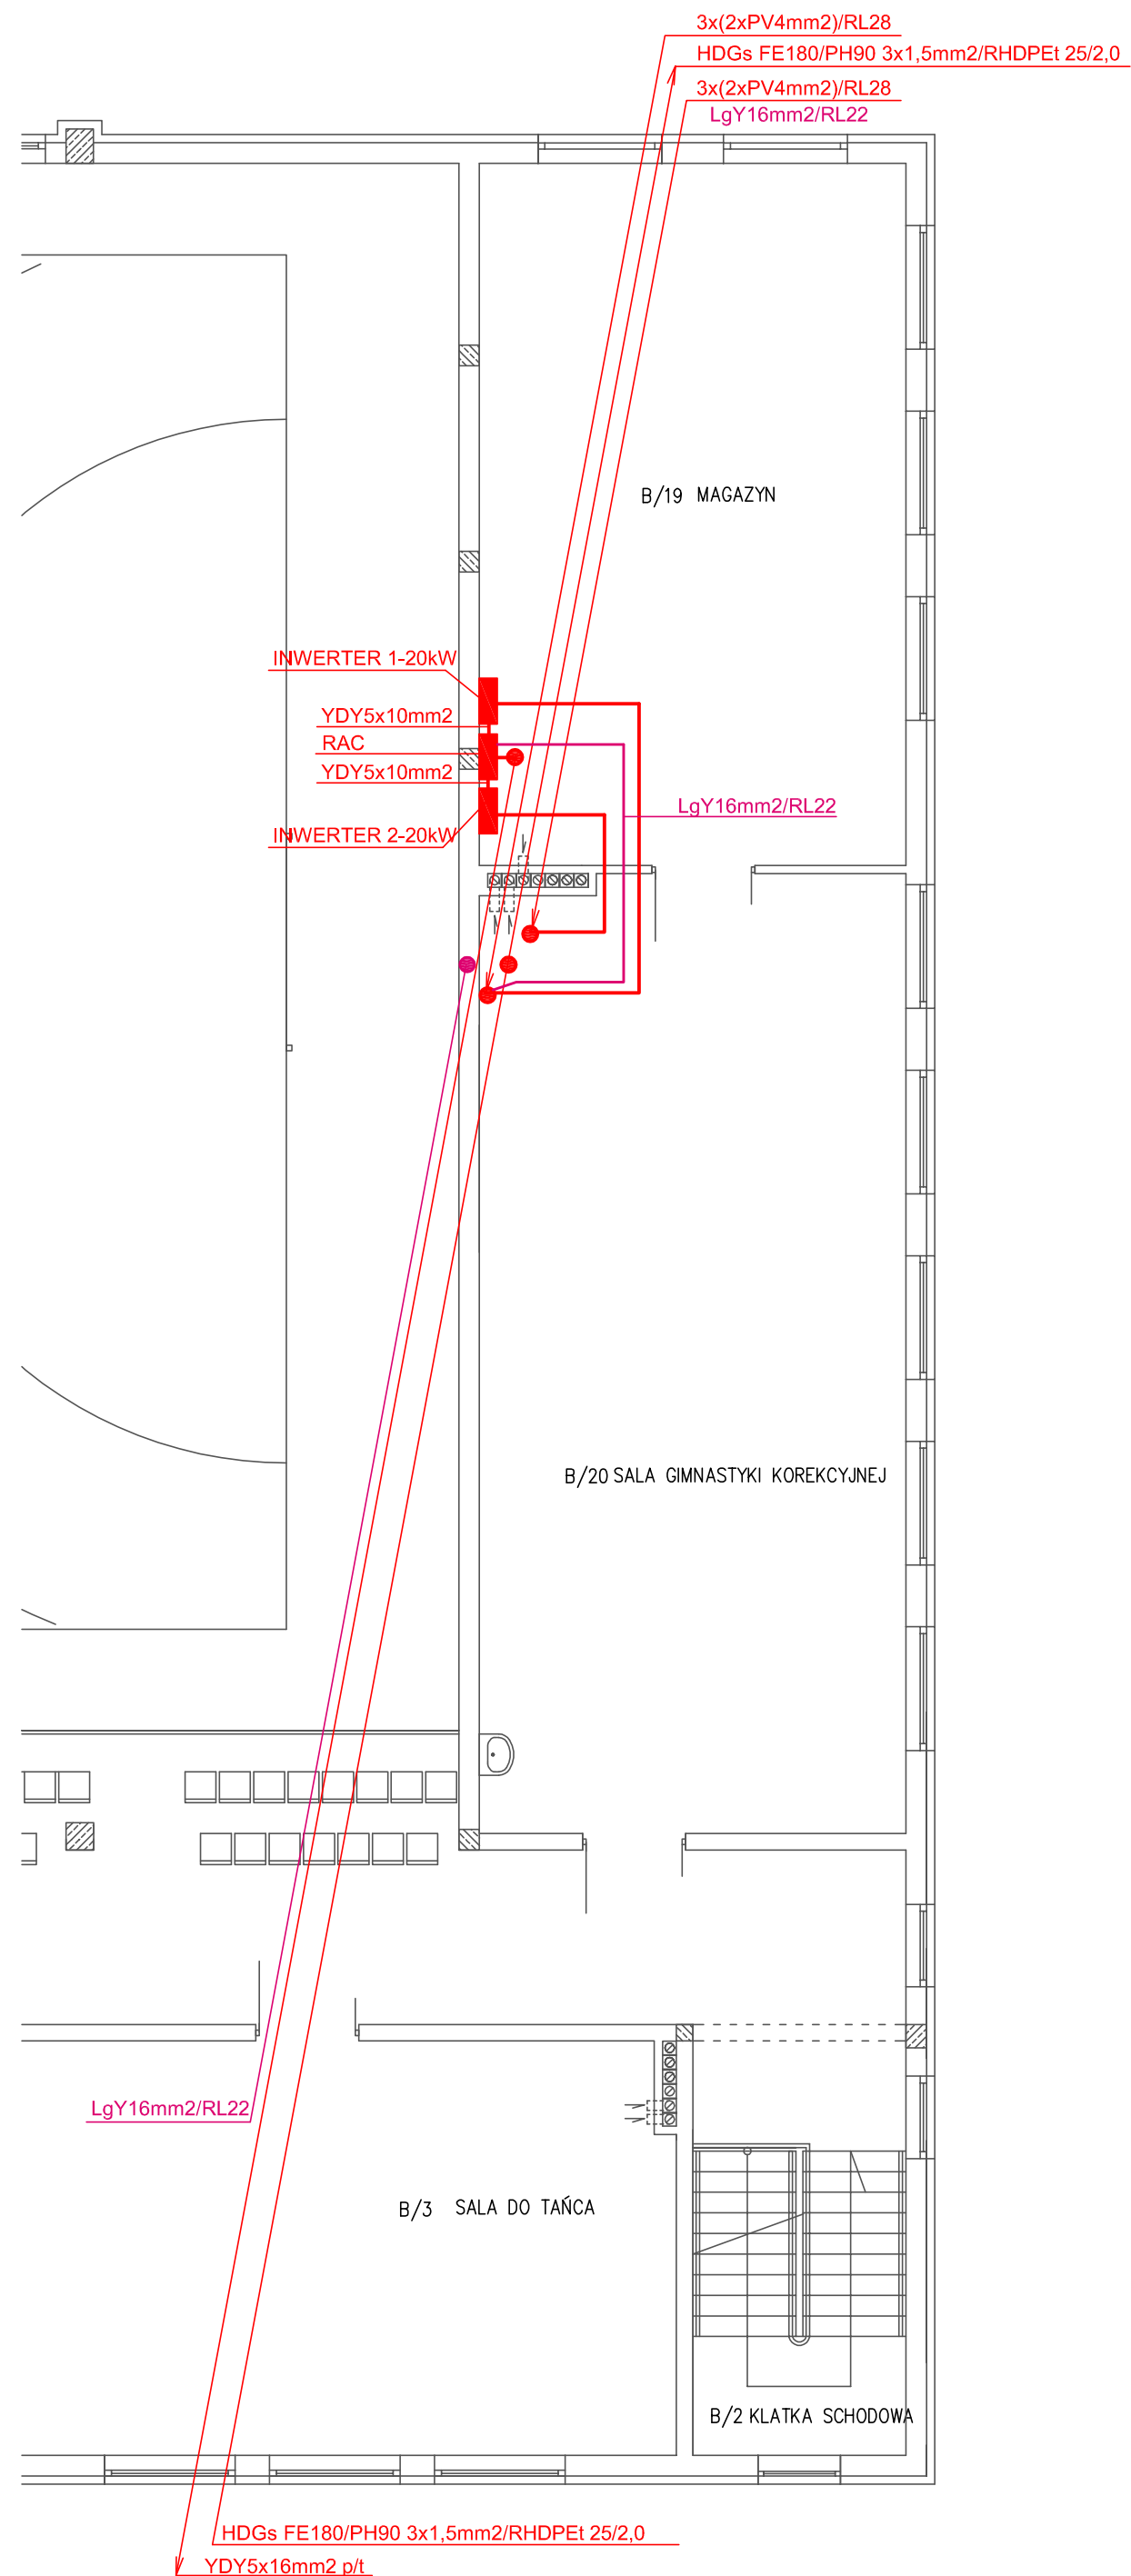 3x(2xPV4mm2)/RL28
HDGs FE180/PH90 3x1,5mm2/RHDPEt 25/2,0
3x(2xPV4mm2)/RL28
LgY16mm2/RL22
B/19 MAGAZYN
INWERTER 1-20kW
YDY5x10mm2
RAC
YDY5x10mm2
LgY16mm2/RL22
INWERTER 2-20kW
B/20 SALA GIMNASTYKI KOREKCYJNEJ
LgY16mm2/RL22
B/3 SALA DO TAŃCA
B/2 KLATKA SCHODOWA
HDGs FE180/PH90 3x1,5mm2/RHDPEt 25/2,0
YDY5x16mm2 p/t